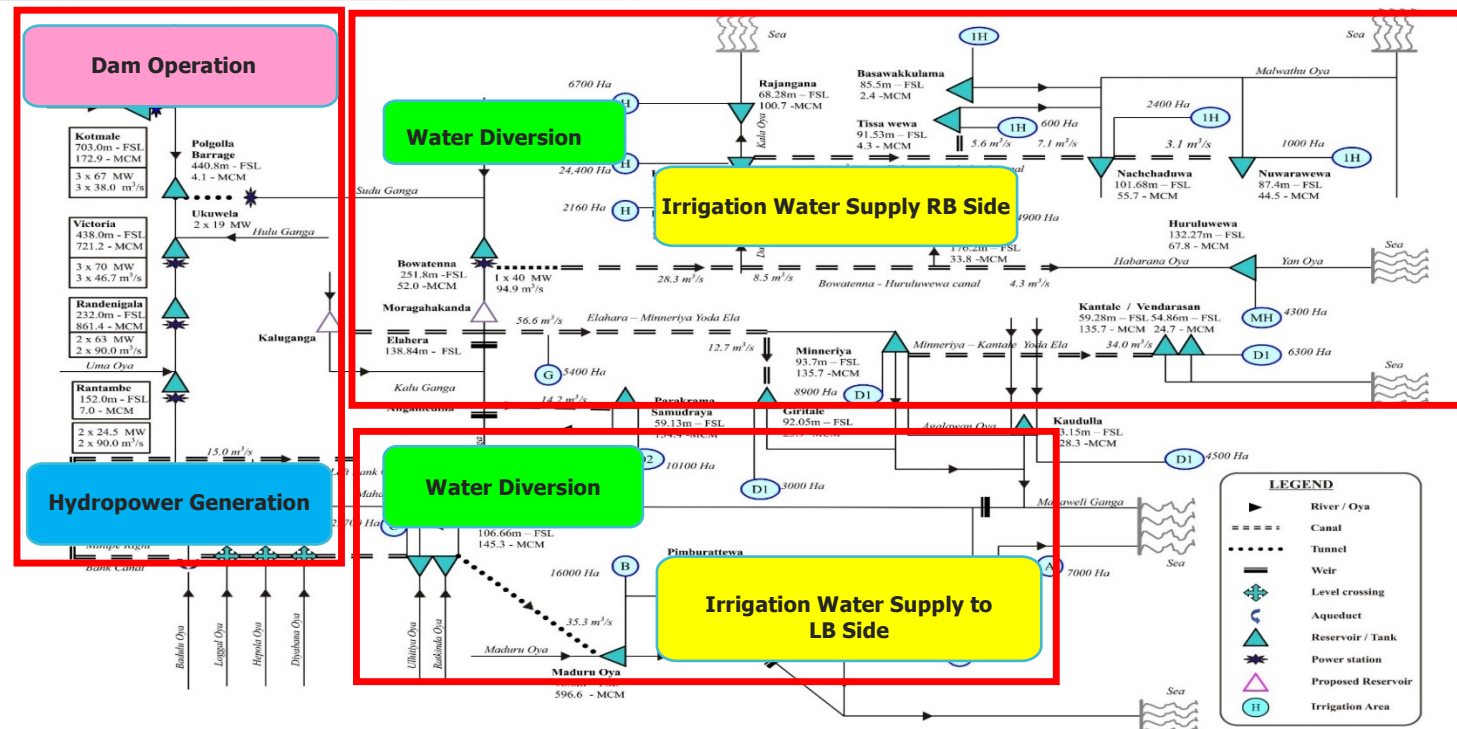 Dam Operation
Kotmale
703.0m - FSL
172.9 - MCM
3 x 67 MW
3 x 38.0 m³/s
Polgolla
Barrage
440.8m - FSL
4.1 - MCM
Ukuwela
2 x 19 MW
Sudu Ganga
Hulu Ganga
Victoria
438.0m - FSL
721.2 - MCM
3 x 70 MW
3 x 46.7 m³/s
Randenigala
232.0m - FSL
861.4 - MCM
2 x 63 MW
2 x 90.0 m³/s
Kaluganga
Uma Oya
Rantambe
152.0m - FSL
7.0 - MCM
2 x 24.5 MW
2 x 90.0 m³/s
15.0 m³/s
Hydropower Generation
Bank Canal
Badulu Oya
Loggal Oya
Hepola Oya
Diyabana Oya
Water Diversion
Sea
6700 Ha
H
Rajangana
68.28m – FSL
100.7 -MCM
Kala Oya
24,400 Ha
H
2160 Ha
H
1H
Basawakkulama
85.5m – FSL
2.4 -MCM
Tissa wewa
91.53m – FSL
4.3 - MCM
1H
600 Ha
5.6 m³/s
7.1 m³/s
Sea
Malwathu Oya
2400 Ha
1H
3.1 m³/s
1000 Ha
1H
Nachchaduwa
101.68m – FSL
55.7 - MCM
Nuwarawewa
87.4m – FSL
44.5 - MCM
Irrigation Water Supply RB Side
4900 Ha
176.2m – FSL
33.8 - MCM
Huruluwewa
132.27m – FSL
67.8 - MCM
Sea
Habarana Oya
Yan Oya
MH
4300 Ha
Bowatenna
251.8m -FSL
52.0 - MCM
1 x 40 MW
94.9 m³/s
28.3 m³/s
8.5 m³/s
Bowatenna - Huruluwewa canal
4.3 m³/s
Moragahakanda
56.6 m³/s
Elahara – Minneriya Yoda Ela
Elahera
138.84m - FSL
G
5400 Ha
12.7 m³/s
Minneriya
93.7m – FSL
135.7 - MCM
Minneriya – Kantale Yoda Ela
34.0 m³/s
Kantale / Vendarasan
59.28m – FSL 54.86m – FSL
135.7 - MCM 24.7 - MCM
D1
6300 Ha
Sea
Kalu Ganga
Angamedilla
14.2 m³/s
Parakrama
Samudraya
59.13m – FSL
8900 Ha
D1
Giritale
92.05m – FSL
Agalawan Oya
Kaudulla
D1
4500 Ha
10100 Ha
D1
3000 Ha
Water Diversion
106.66m – FSL
145.3 - MCM
Mahaweli Ganga
Sea
Pimburattewa
16000 Ha
B
A
7000 Ha
Irrigation Water Supply to
LB Side
35.3 m³/s
Ulhitiya Oya
Ratkinda Oya
Maduru Oya
Maduru Oya
596.6 - MCM
Sea
LEGEND
River / Oya
Canal
Tunnel
Weir
Level crossing
Aqueduct
Reservoir / Tank
Power station
Proposed Reservoir
H
Irrigation Area